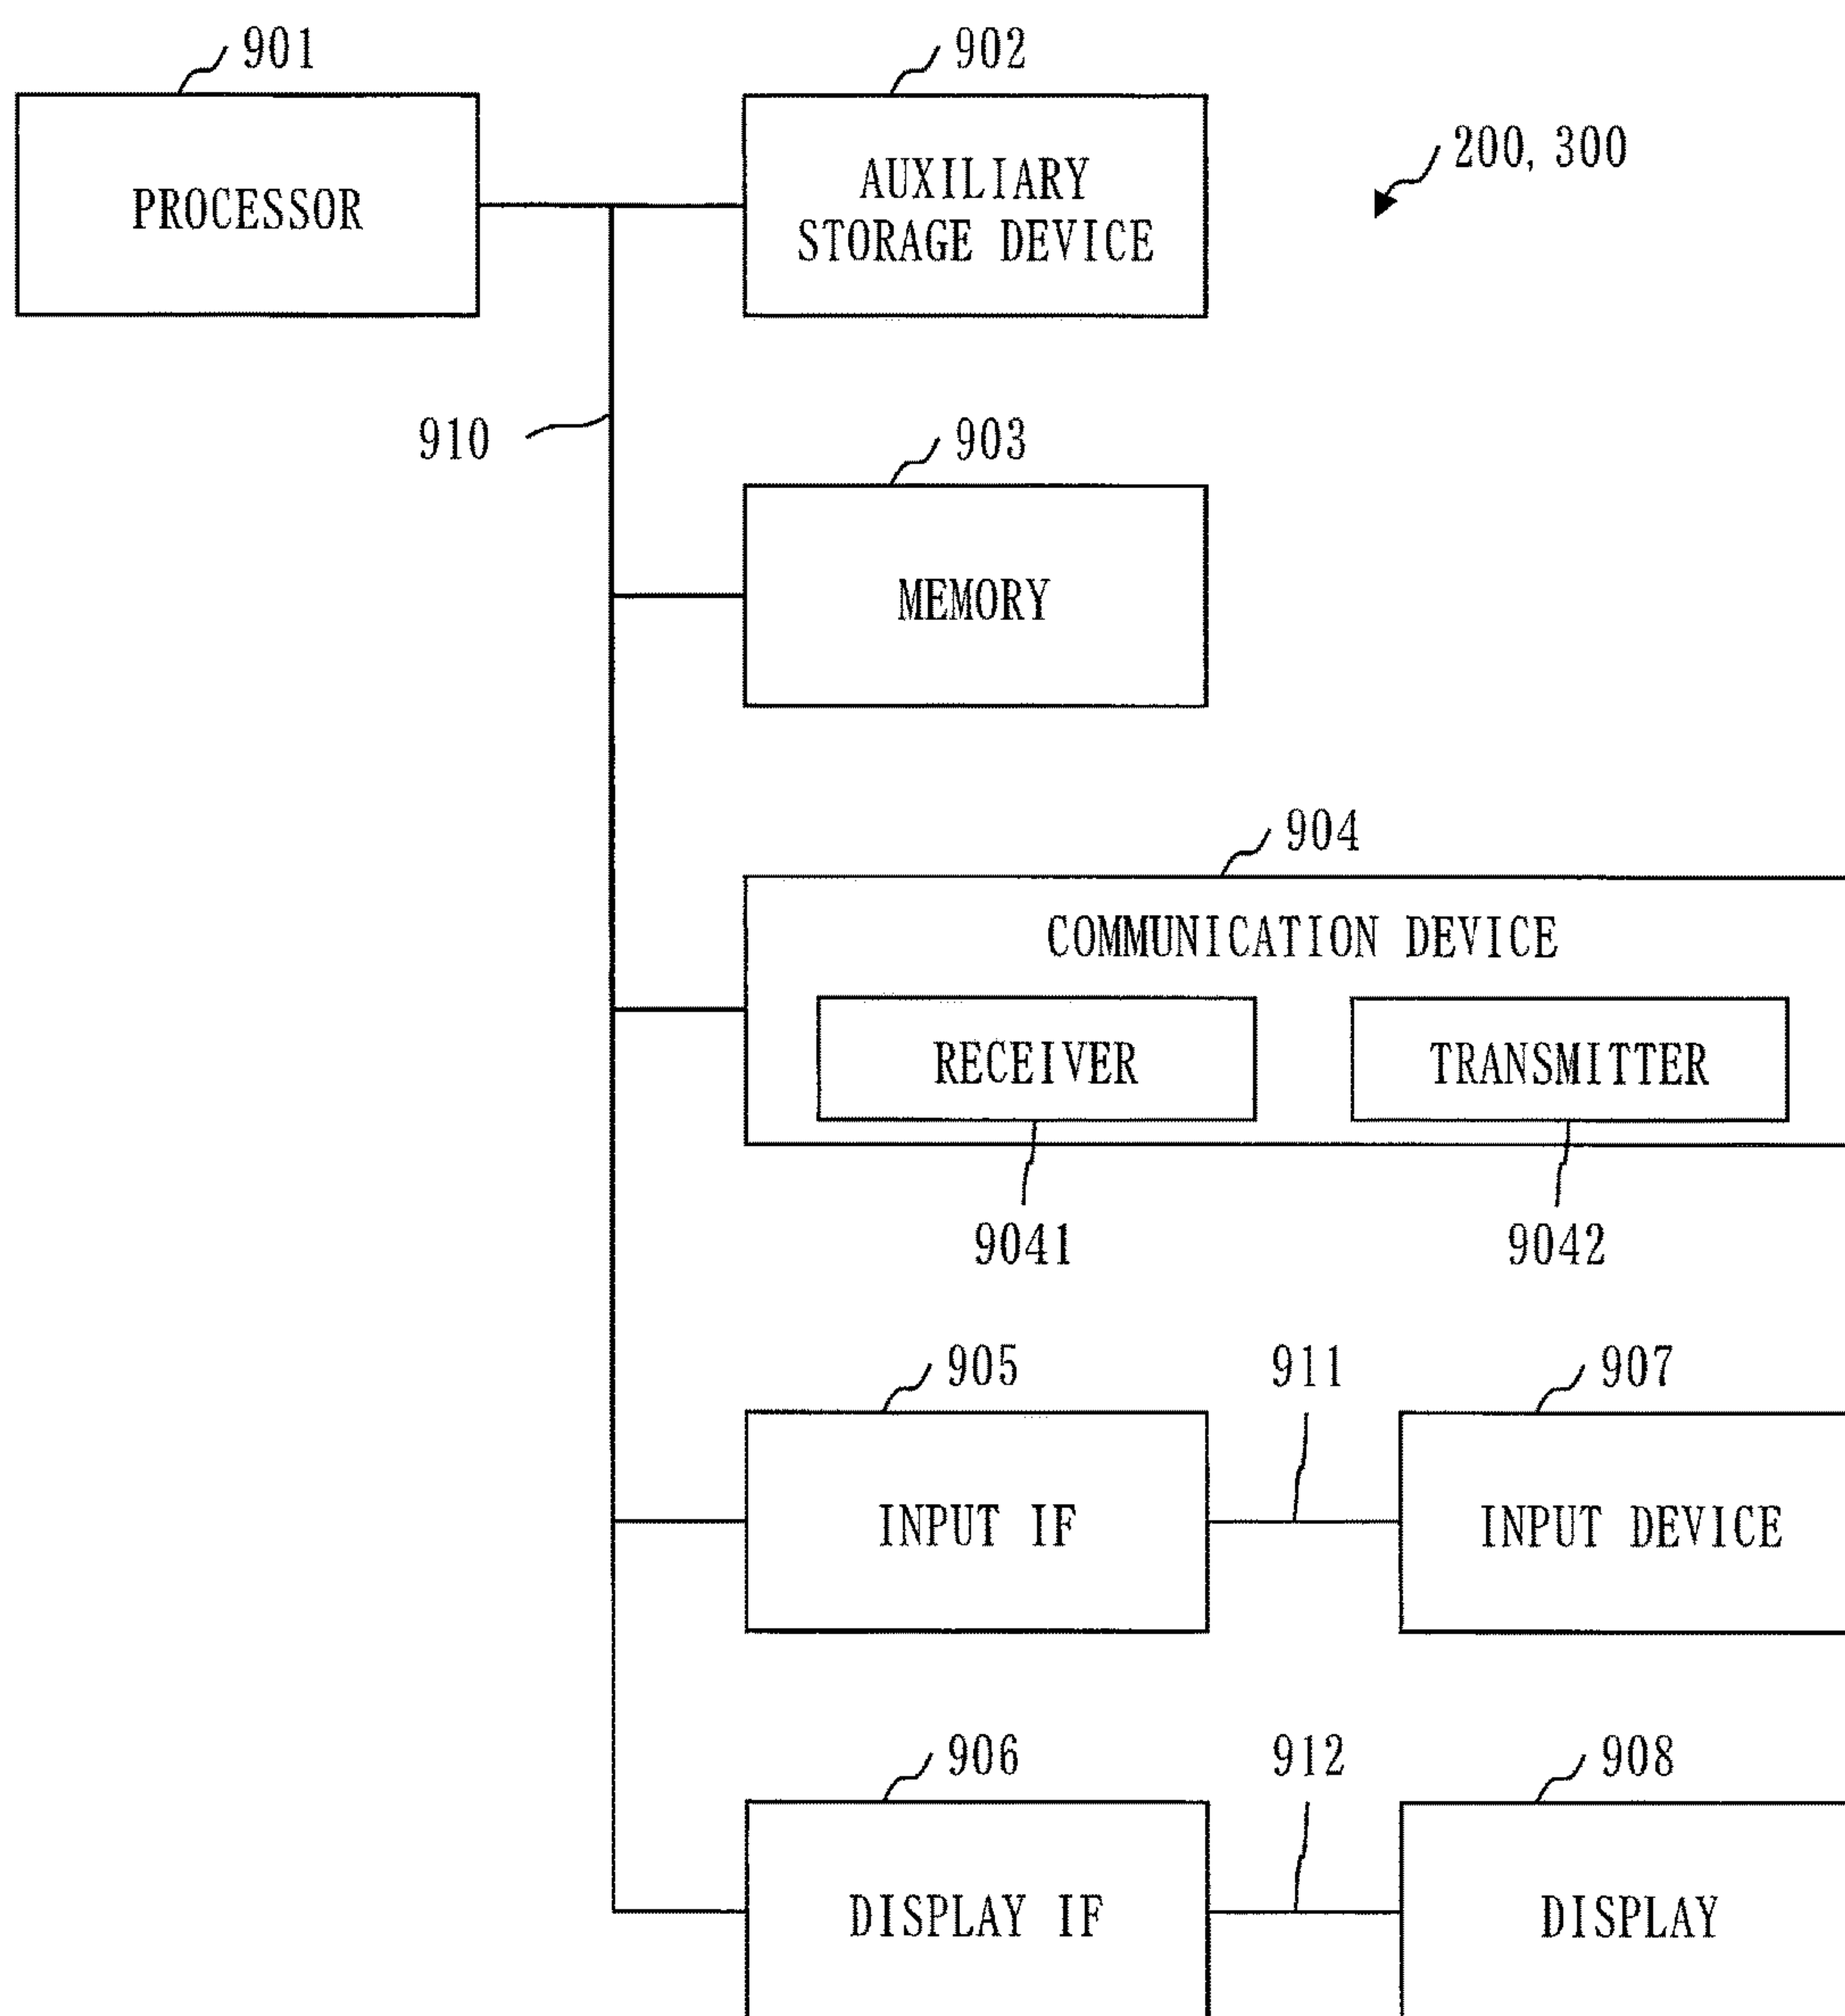 901
902
200, 300
PROCESSOR
AUXILIARY
STORAGE DEVICE
910
903
MEMORY
904
COMMUNICATION DEVICE
RECEIVER
TRANSMITTER
9041
9042
905
911
907
INPUT IF
INPUT DEVICE
906
912
908
DISPLAY IF
DISPLAY